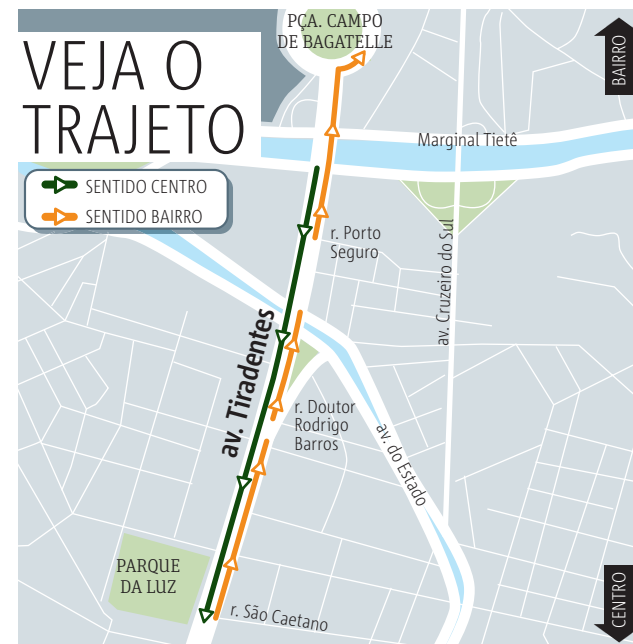 PÇA. CAMPO
DE BAGATELLE
BAIRRO
VEJA O
TRAJETO
Marginal Tietê
SENTIDO CENTRO
SENTIDO BAIRRO
r. Porto
Seguro
av. Cruzeiro do Sul
av. Tiradentes
r. Doutor
Rodrigo
Barros
av. do Estado
PARQUE
DA LUZ
r. São Caetano
CENTRO